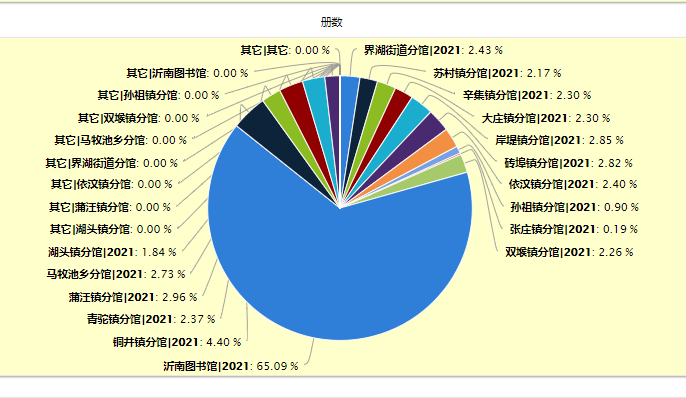 册数
其它|其它: 0.00 %
界湖街道分馆|2021: 2.43 %
其它|沂南图书馆: 0.00 %
苏村镇分馆|2021: 2.17 %
其它|孙祖镇分馆: 0.00 %
辛集镇分馆|2021: 2.30 %
其它|双堠镇分馆: 0.00 %
大庄镇分馆|2021: 2.30 %
其它|马牧池乡分馆: 0.00 %
岸堤镇分馆|2021: 2.85 %
其它|界湖街道分馆: 0.00 %
砖埠镇分馆|2021: 2.82 %
其它|依汶镇分馆: 0.00 %
依汶镇分馆|2021: 2.40 %
其它|蒲汪镇分馆: 0.00 %
孙祖镇分馆|2021: 0.90 %
其它|湖头镇分馆: 0.00 %
张庄镇分馆|2021: 0.19 %
湖头镇分馆|2021: 1.84 %
双堠镇分馆|2021: 2.26 %
马牧池乡分馆|2021: 2.73 %
蒲汪镇分馆|2021: 2.96 %
青驼镇分馆|2021: 2.37 %
铜井镇分馆|2021: 4.40 %
沂南图书馆|2021: 65.09 %